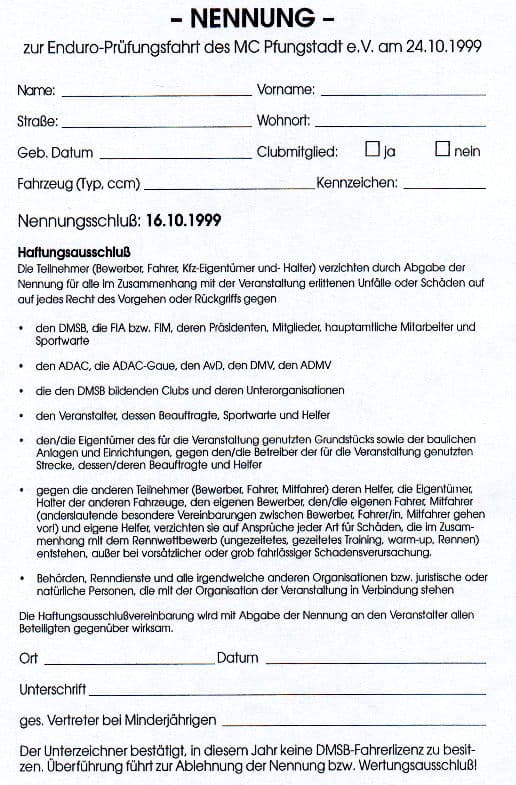 – NENNUNG –
zur Enduro-Prüfungsfahrt des MC Pfungstadt e.V. am 24.10.1999
Name: Vorname:
Straße: Wohnort:
Geb. Datum Clubmitglied: ja nein
Fahrzeug (Typ, ccm) Kennzeichen:
Nennungsschluß: 16.10.1999
Haftungsausschluß
Die Teilnehmer (Bewerber, Fahrer, Kfz-Eigentümer und- Halter) verzichten durch Abgabe der
Nennung für alle im Zusammenhang mit der Veranstaltung erlittenen Unfälle oder Schäden auf
auf jedes Recht des Vorgehen oder Rückgriffs gegen
• den DMSB, die FIA bzw. FIM, deren Präsidenten, Mitglieder, hauptamtliche Mitarbeiter und
Sportwarte
• den ADAC, die ADAC-Gaue, den AvD, den DMV, den ADMV
• die den DMSB bildenden Clubs und deren Unterorganisationen
• den Veranstalter, dessen Beauftragte, Sportwarte und Helfer
• den/die Eigentümer des für die Veranstaltung genutzten Grundstücks sowie der baulichen
Anlagen und Einrichtungen, gegen den/die Betreiber der für die Veranstaltung genutzten
Strecke, dessen/deren Beauftragte und Helfer
• gegen die anderen Teilnehmer (Bewerber, Fahrer, Mitfahrer) deren Helfer, die Eigentümer,
Halter der anderen Fahrzeuge, den eigenen Bewerber, den/die eigenen Fahrer, Mitfahrer
(anderslautende besondere Vereinbarungen zwischen Bewerber, Fahrer/in, Mitfahrer gehen
vor!) und eigene Helfer, verzichten sie auf Ansprüche jeder Art für Schäden, die im Zusam-
menhang mit dem Rennwettbewerb (ungezeitetes, gezeitetes Training, warm-up, Rennen)
entstehen, außer bei vorsätzlicher oder grob fahrlässiger Schadensverursachung.
• Behörden, Renndienste und alle irgendwelche anderen Organisationen bzw. juristische oder
natürliche Personen, die mit der Organisation der Veranstaltung in Verbindung stehen
Die Haftungsausschlußvereinbarung wird mit Abgabe der Nennung an den Veranstalter allen
Beteiligten gegenüber wirksam.
Ort Datum
Unterschrift
ges. Vertreter bei Minderjährigen
Der Unterzeichner bestätigt, in diesem Jahr keine DMSB-Fahrerlizenz zu besit-
zen. Überführung führt zur Ablehnung der Nennung bzw. Wertungsausschluß!